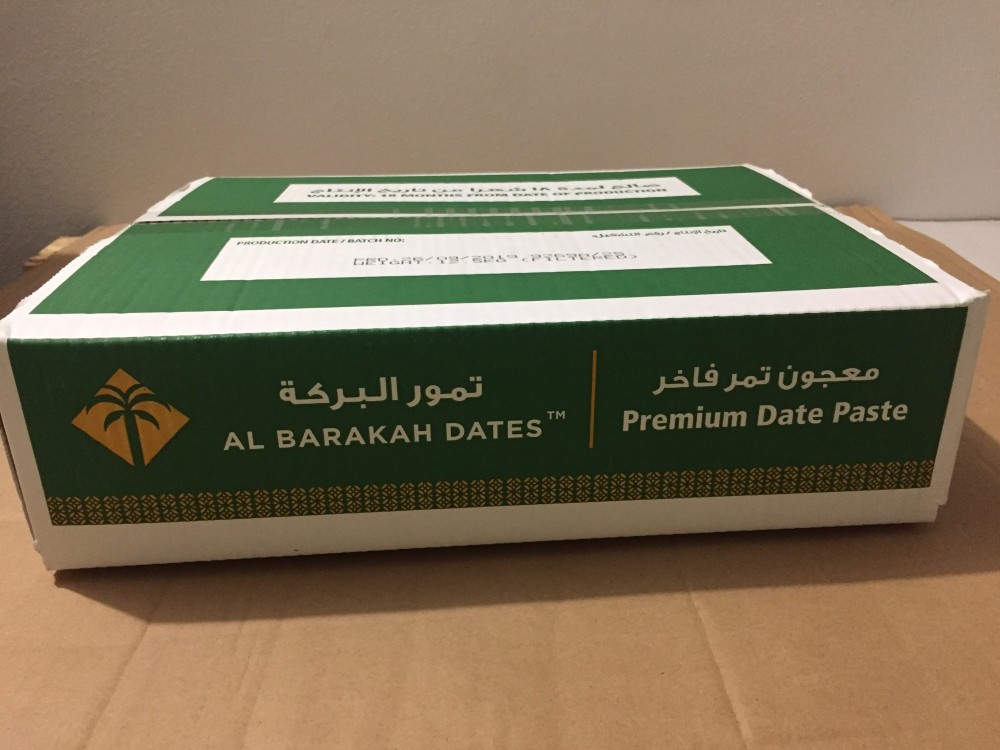 صالح لمدة ١٨ شهرا من تاريخ الإنتاج
VALIDITY: 18 MONTHS FROM DATE OF PRODUCTION
PRODUCTION DATE / BATCH NO:
تاريخ الإنتاج / رقم التشغيل:
تمور البركة
AL BARAKAH DATES™
معجون تمر فاخر
Premium Date Paste